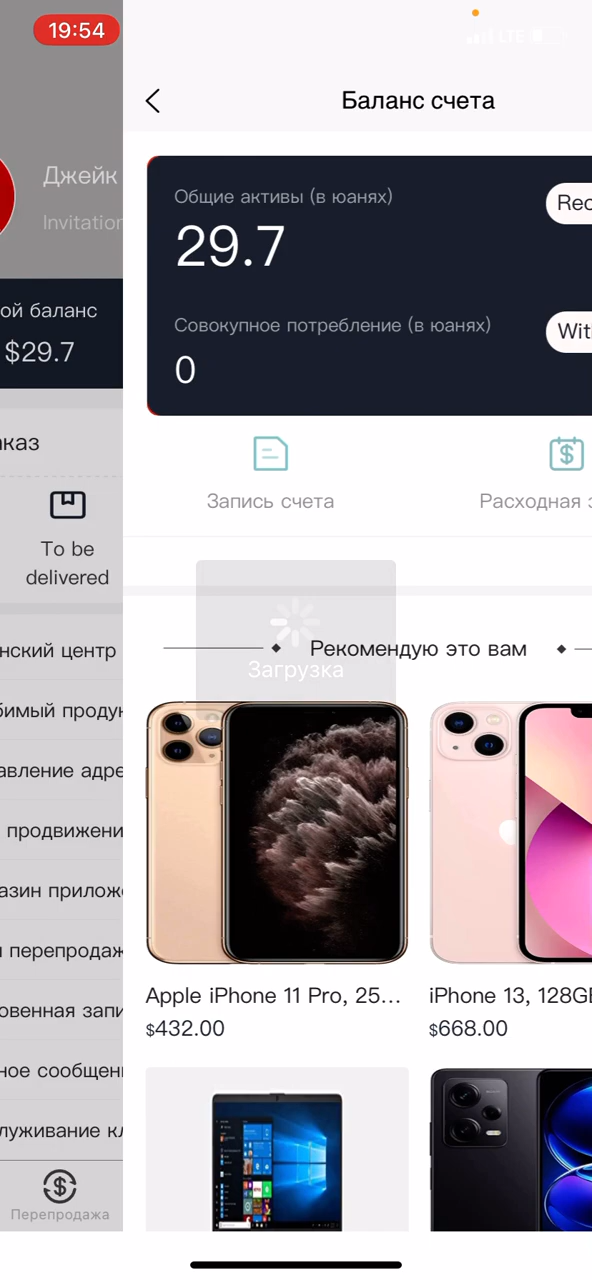 19:54
LTE
Баланс счета
Джейк
Invitation
ой баланс
$29.7
Общие активы (в юанях)
29.7
Rec
Совокупное потребление (в юанях)
0
With
аказ
To be
delivered
Запись счета
Расходная з
Загрузка
Рекомендую это вам
нский центр
бимый продук
авление адре
продвижени
азин прилож
и перепродаж
овенная запи
ное сообщен
луживание кл
Перепродажа
Apple iPhone 11 Pro, 25...
$432.00
iPhone 13, 128GB
$668.00